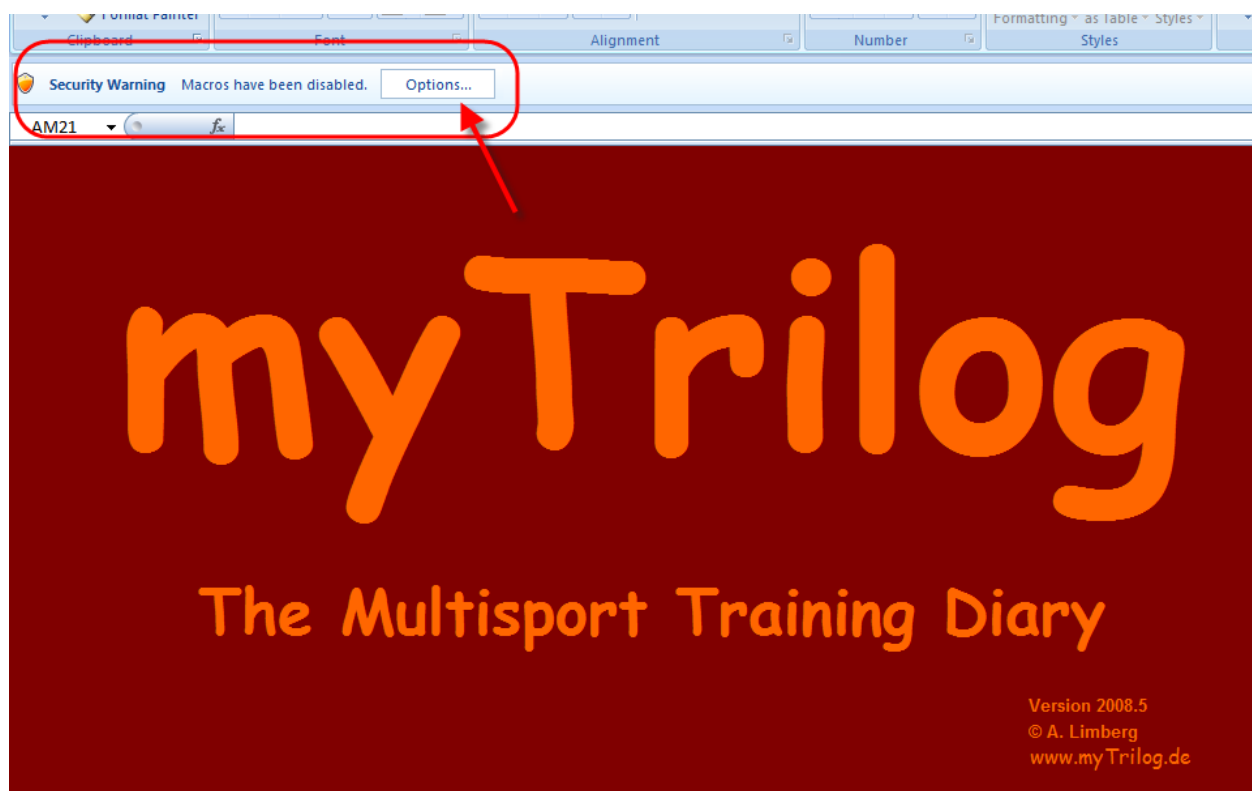 Format Painter
Formatting as Table Styles
Clipboard Font Alignment Number Styles
Security Warning Macros have been disabled. Options...
AM21 fx
myTrilog
The Multisport Training Diary
Version 2008.5
© A. Limberg
www.myTrilog.de